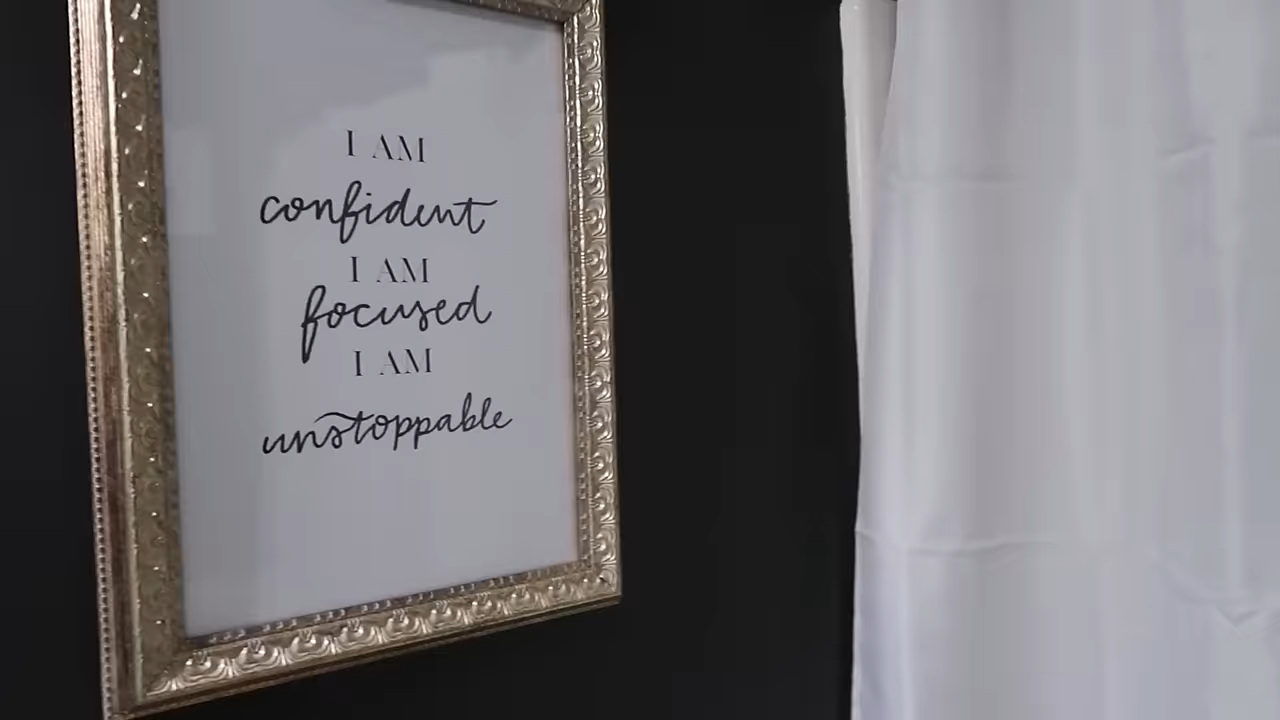 I AM
confident
I AM
focused
I AM
unstoppable